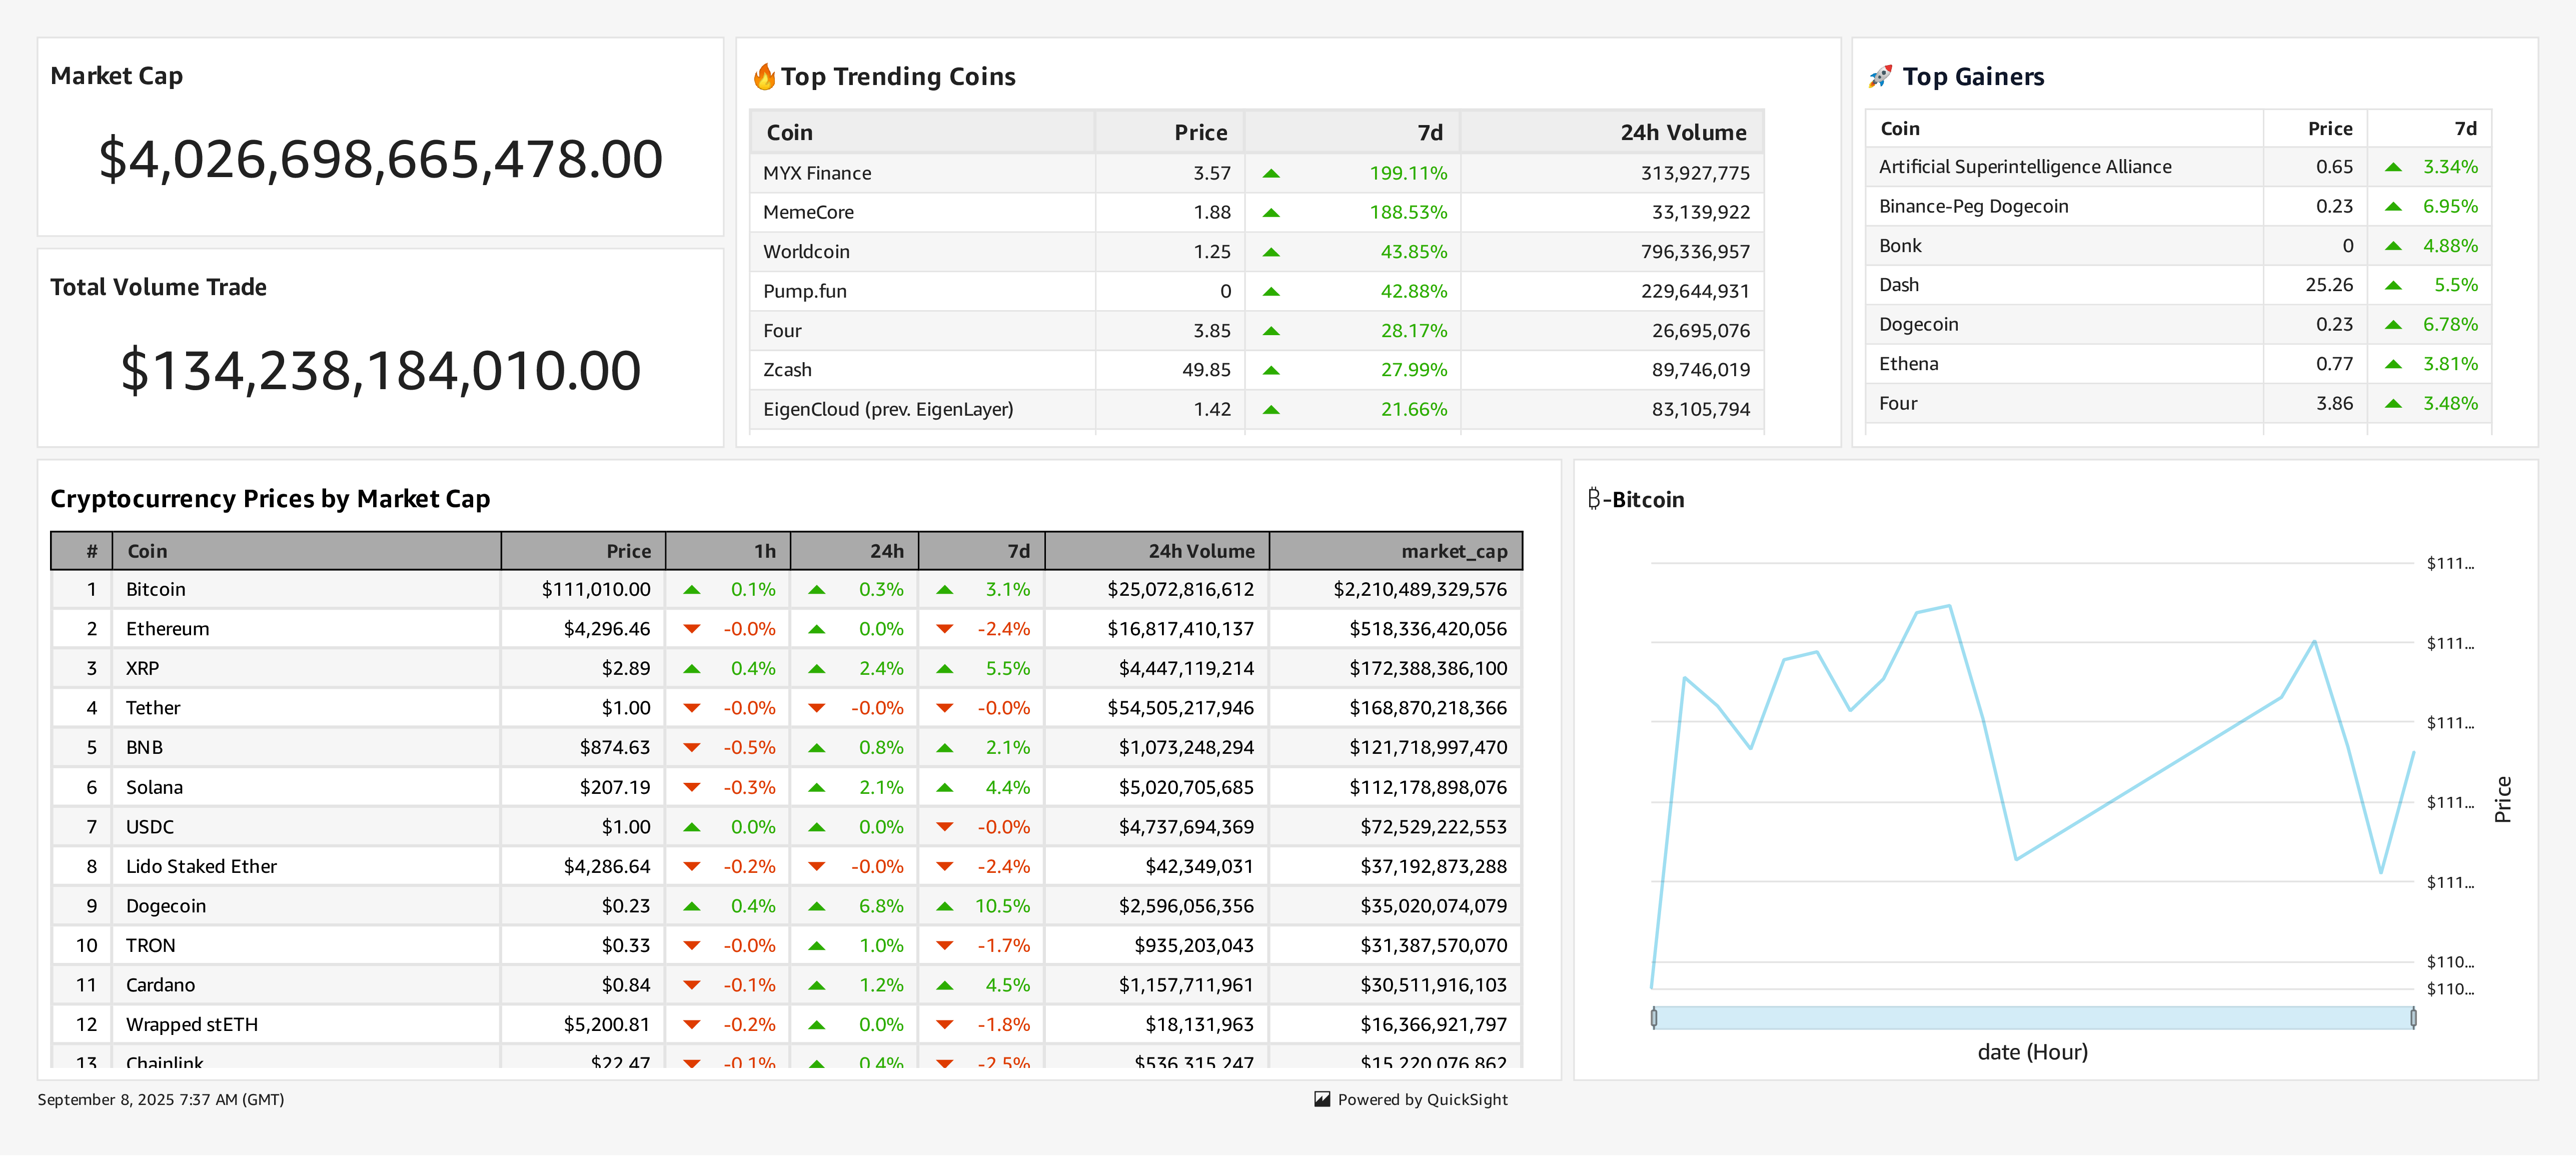 Market Cap
$4,026,698,665,478.00
Total Volume Trade
$134,238,184,010.00
🔥Top Trending Coins
Coin Price 7d 24h Volume
MYX Finance 3.57 199.11% 313,927,775
MemeCore 1.88 188.53% 33,139,922
Worldcoin 1.25 43.85% 796,336,957
Pump.fun 0 42.88% 229,644,931
Four 3.85 28.17% 26,695,076
Zcash 49.85 27.99% 89,746,019
EigenCloud (prev. EigenLayer) 1.42 21.66% 83,105,794
🚀 Top Gainers
Coin Price 7d
Artificial Superintelligence Alliance 0.65 3.34%
Binance-Peg Dogecoin 0.23 6.95%
Bonk 0 4.88%
Dash 25.26 5.5%
Dogecoin 0.23 6.78%
Ethena 0.77 3.81%
Four 3.86 3.48%
Cryptocurrency Prices by Market Cap
# Coin Price 1h 24h 7d 24h Volume market_cap
1 Bitcoin $111,010.00 0.1% 0.3% 3.1% $25,072,816,612 $2,210,489,329,576
2 Ethereum $4,296.46 -0.0% 0.0% -2.4% $16,817,410,137 $518,336,420,056
3 XRP $2.89 0.4% 2.4% 5.5% $4,447,119,214 $172,388,386,100
4 Tether $1.00 -0.0% -0.0% -0.0% $54,505,217,946 $168,870,218,366
5 BNB $874.63 -0.5% 0.8% 2.1% $1,073,248,294 $121,718,997,470
6 Solana $207.19 -0.3% 2.1% 4.4% $5,020,705,685 $112,178,898,076
7 USDC $1.00 0.0% 0.0% -0.0% $4,737,694,369 $72,529,222,553
8 Lido Staked Ether $4,286.64 -0.2% -0.0% -2.4% $42,349,031 $37,192,873,288
9 Dogecoin $0.23 0.4% 6.8% 10.5% $2,596,056,356 $35,020,074,079
10 TRON $0.33 -0.0% 1.0% -1.7% $935,203,043 $31,387,570,070
11 Cardano $0.84 -0.1% 1.2% 4.5% $1,157,711,961 $30,511,916,103
12 Wrapped stETH $5,200.81 -0.2% 0.0% -1.8% $18,131,963 $16,366,921,797
13 Chainlink $22.47 -0.1% 0.4% -2.5% $536,315,247 $15,220,076,862
₿-Bitcoin
$111...
$111...
$111...
$111...
$111...
$110...
$110...
Price
date (Hour)
September 8, 2025 7:37 AM (GMT)
Powered by QuickSight